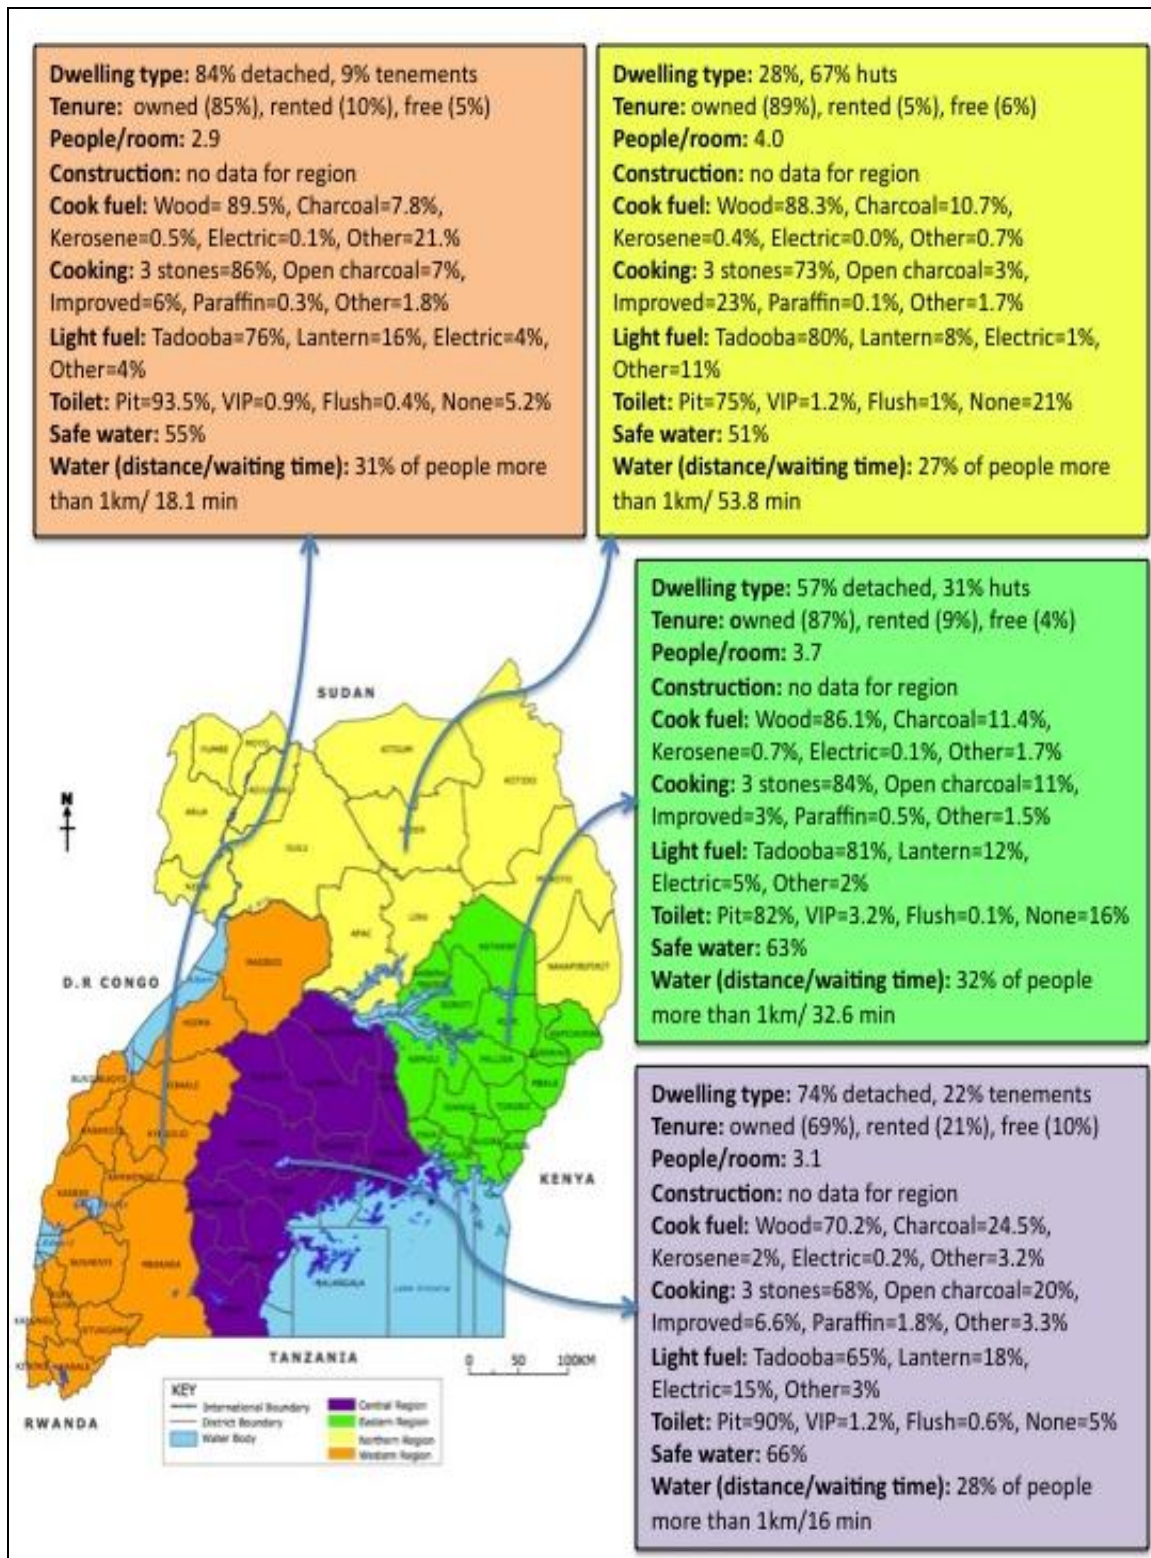 Dwelling type: 84% detached, 9% tenements
Tenure: owned (85%), rented (10%), free (5%)
People/room: 2.9
Construction: no data for region
Cook fuel: Wood= 89.5%, Charcoal=7.8%,
Kerosene=0.5%, Electric=0.1%, Other=21.%
Cooking: 3 stones=86%, Open charcoal=7%,
Improved=6%, Paraffin=0.3%, Other=1.8%
Light fuel: Tadooba=76%, Lantern=16%, Electric=4%,
Other=4%
Toilet: Pit=93.5%, VIP=0.9%, Flush=0.4%, None=5.2%
Safe water: 55%
Water (distance/waiting time): 31% of people more
than 1km/ 18.1 min
Dwelling type: 28%, 67% huts
Tenure: owned (89%), rented (5%), free (6%)
People/room: 4.0
Construction: no data for region
Cook fuel: Wood=88.3%, Charcoal=10.7%,
Kerosene=0.4%, Electric=0.0%, Other=0.7%
Cooking: 3 stones=73%, Open charcoal=3%,
Improved=23%, Paraffin=0.1%, Other=1.7%
Light fuel: Tadooba=80%, Lantern=8%, Electric=1%,
Other=11%
Toilet: Pit=75%, VIP=1.2%, Flush=1%, None=21%
Safe water: 51%
Water (distance/waiting time): 27% of people more
than 1km/ 53.8 min
Dwelling type: 57% detached, 31% huts
Tenure: owned (87%), rented (9%), free (4%)
People/room: 3.7
Construction: no data for region
Cook fuel: Wood=86.1%, Charcoal=11.4%,
Kerosene=0.7%, Electric=0.1%, Other=1.7%
Cooking: 3 stones=84%, Open charcoal=11%,
Improved=3%, Paraffin=0.5%, Other=1.5%
Light fuel: Tadooba=81%, Lantern=12%,
Electric=5%, Other=2%
Toilet: Pit=82%, VIP=3.2%, Flush=0.1%, None=16%
Safe water: 63%
Water (distance/waiting time): 32% of people
more than 1km/ 32.6 min
Dwelling type: 74% detached, 22% tenements
Tenure: owned (69%), rented (21%), free (10%)
People/room: 3.1
Construction: no data for region
Cook fuel: Wood=70.2%, Charcoal=24.5%,
Kerosene=2%, Electric=0.2%, Other=3.2%
Cooking: 3 stones=68%, Open charcoal=20%,
Improved=6.6%, Paraffin=1.8%, Other=3.3%
Light fuel: Tadooba=65%, Lantern=18%,
Electric=15%, Other=3%
Toilet: Pit=90%, VIP=1.2%, Flush=0.6%, None=5%
Safe water: 66%
Water (distance/waiting time): 28% of people
more than 1km/16 min
SUDAN
N
D.R CONGO
KENYA
TANZANIA
RWANDA
0 50 100KM
KEY
International Boundary
District Boundary
Water Body
Central Region
Eastern Region
Northern Region
Western Region
YUMBE
KITGUM
KOTIDO
GULU
LIRA
APAC
KALANGALA
Lake Victoria